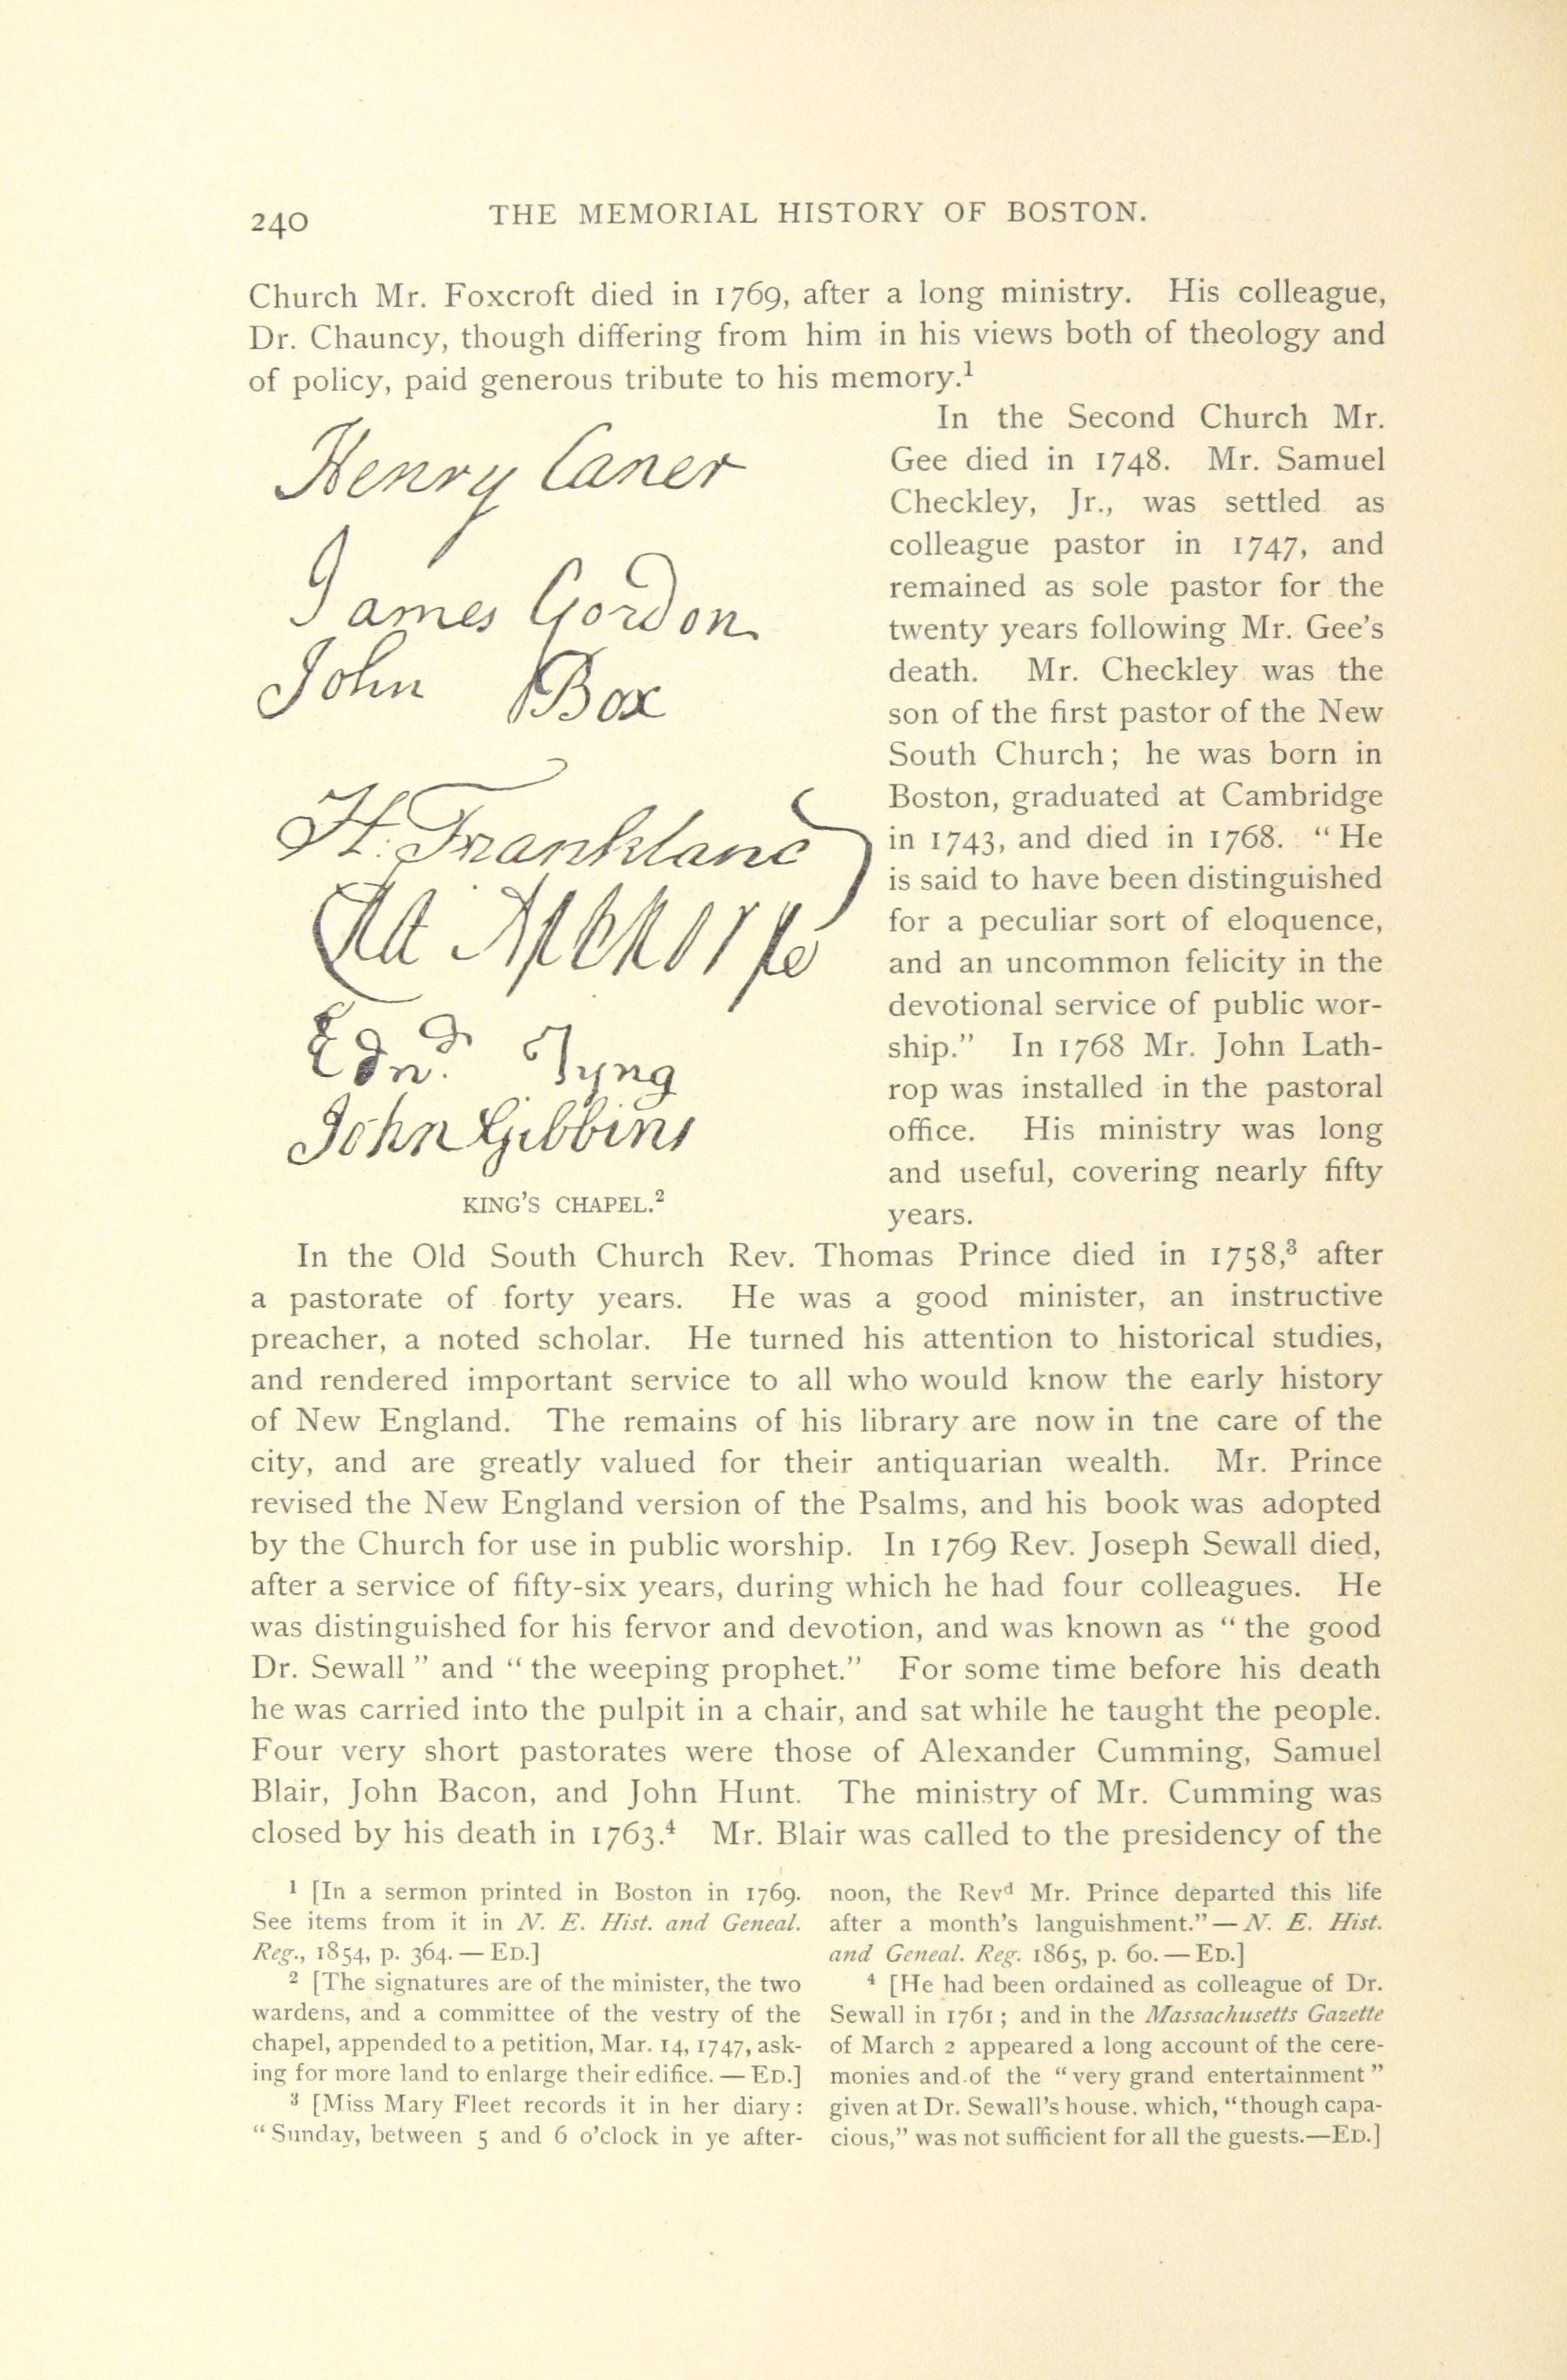 240
THE MEMORIAL HISTORY OF BOSTON.
Church Mr. Foxcroft died in 1769, after a long ministry. His colleague,
Dr. Chauncy, though differing from him in his views both of theology and
of policy, paid generous tribute to his memory.¹
Henry Caner
James Gordon
John Box
H. Frankland
Apthorp
Edwd. Tyng
John Gibbins
KING'S CHAPEL.²
In the Second Church Mr.
Gee died in 1748. Mr. Samuel
Checkley, Jr., was settled as
colleague pastor in 1747, and
remained as sole pastor for the
twenty years following Mr. Gee's
death. Mr. Checkley was the
son of the first pastor of the New
South Church; he was born in
Boston, graduated at Cambridge
in 1743, and died in 1768. "He
is said to have been distinguished
for a peculiar sort of eloquence,
and an uncommon felicity in the
devotional service of public wor-
ship." In 1768 Mr. John Lath-
rop was installed in the pastoral
office. His ministry was long
and useful, covering nearly fifty
years.
In the Old South Church Rev. Thomas Prince died in 1758,³ after
a pastorate of forty years. He was a good minister, an instructive
preacher, a noted scholar. He turned his attention to historical studies,
and rendered important service to all who would know the early history
of New England. The remains of his library are now in tne care of the
city, and are greatly valued for their antiquarian wealth. Mr. Prince
revised the New England version of the Psalms, and his book was adopted
by the Church for use in public worship. In 1769 Rev. Joseph Sewall died,
after a service of fifty-six years, during which he had four colleagues. He
was distinguished for his fervor and devotion, and was known as "the good
Dr. Sewall" and "the weeping prophet." For some time before his death
he was carried into the pulpit in a chair, and sat while he taught the people.
Four very short pastorates were those of Alexander Cumming, Samuel
Blair, John Bacon, and John Hunt. The ministry of Mr. Cumming was
closed by his death in 1763.⁴ Mr. Blair was called to the presidency of the
¹ [In a sermon printed in Boston in 1769.
See items from it in N. E. Hist. and Geneal.
Reg., 1854, p. 364. — ED.]
² [The signatures are of the minister, the two
wardens, and a committee of the vestry of the
chapel, appended to a petition, Mar. 14, 1747, ask-
ing for more land to enlarge their edifice. — ED.]
³ [Miss Mary Fleet records it in her diary:
"Sunday, between 5 and 6 o'clock in ye after-
noon, the Revᵈ Mr. Prince departed this life
after a month's languishment." — N. E. Hist.
and Geneal. Reg. 1865, p. 60. — ED.]
⁴ [He had been ordained as colleague of Dr.
Sewall in 1761; and in the Massachusetts Gazette
of March 2 appeared a long account of the cere-
monies and of the "very grand entertainment"
given at Dr. Sewall's house. which, "though capa-
cious," was not sufficient for all the guests.—ED.]